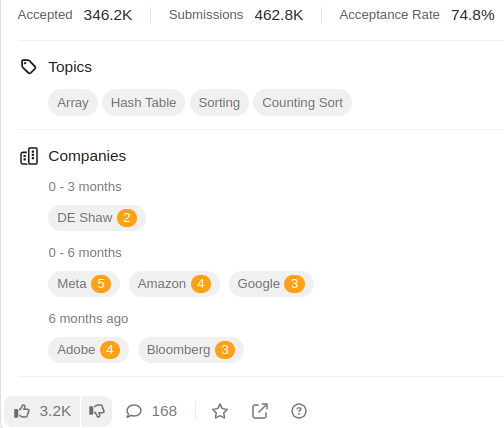 Accepted 346.2K Submissions 462.8K Acceptance Rate 74.8%
Topics
Array Hash Table Sorting Counting Sort
Companies
0 - 3 months
DE Shaw 2
0 - 6 months
Meta 5 Amazon 4 Google 3
6 months ago
Adobe 4 Bloomberg 3
3.2K 168